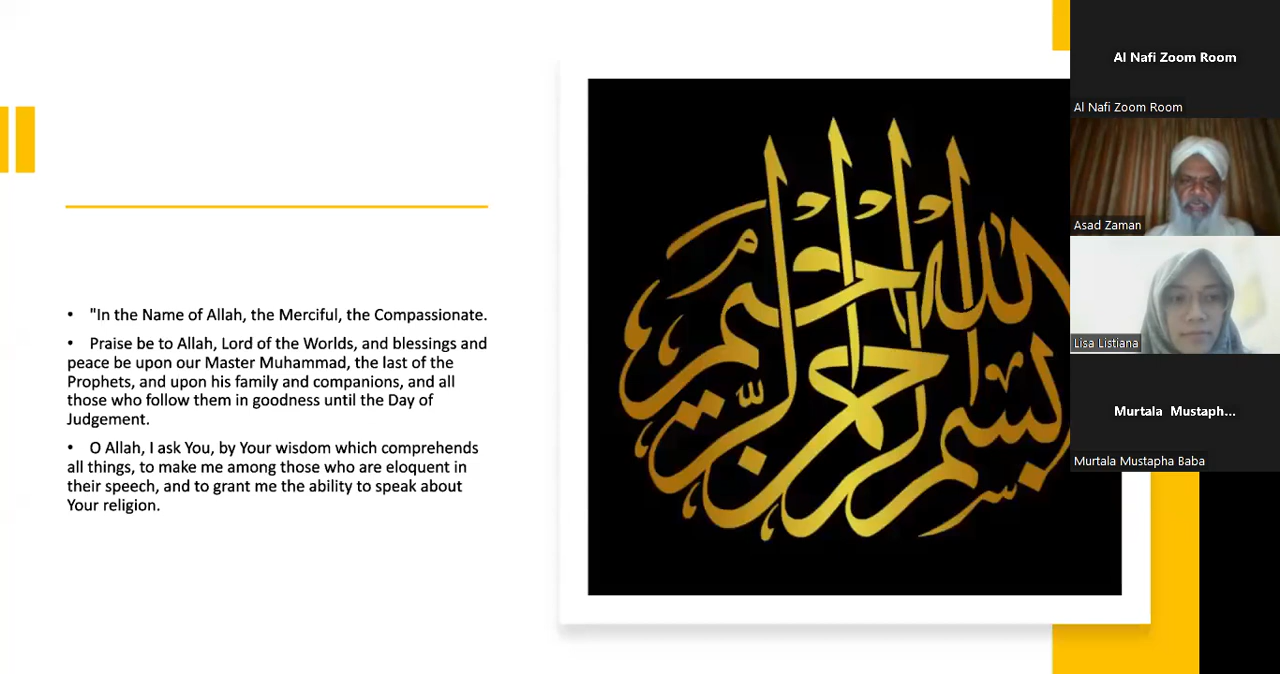 • "In the Name of Allah, the Merciful, the Compassionate.
• Praise be to Allah, Lord of the Worlds, and blessings and
peace be upon our Master Muhammad, the last of the
Prophets, and upon his family and companions, and all
those who follow them in goodness until the Day of
Judgement.
• O Allah, I ask You, by Your wisdom which comprehends
all things, to make me among those who are eloquent in
their speech, and to grant me the ability to speak about
Your religion.
بسم الله الرحمن الرحيم
Al Nafi Zoom Room
Al Nafi Zoom Room
Asad Zaman
Lisa Listiana
Murtala Mustaph...
Murtala Mustapha Baba